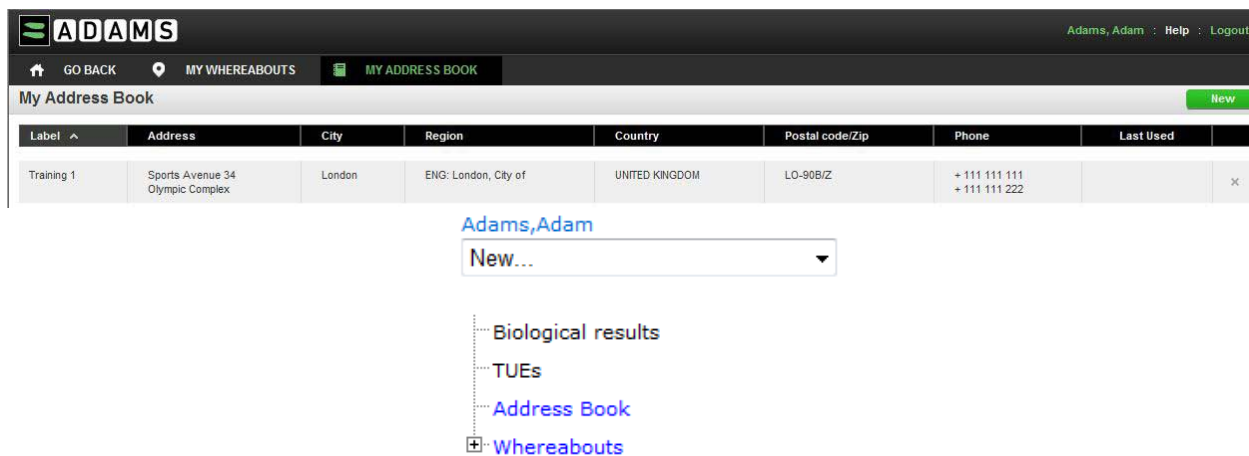 ADAMS
Adams, Adam : Help : Logout
GO BACK MY WHEREABOUTS MY ADDRESS BOOK
My Address Book
New
Label Address City Region Country Postal code/Zip Phone Last Used
Training 1 Sports Avenue 34 London ENG: London, City of UNITED KINGDOM LO-90B/Z + 111 111 111
Olympic Complex + 111 111 222
Adams,Adam
New...
Biological results
TUEs
Address Book
Whereabouts